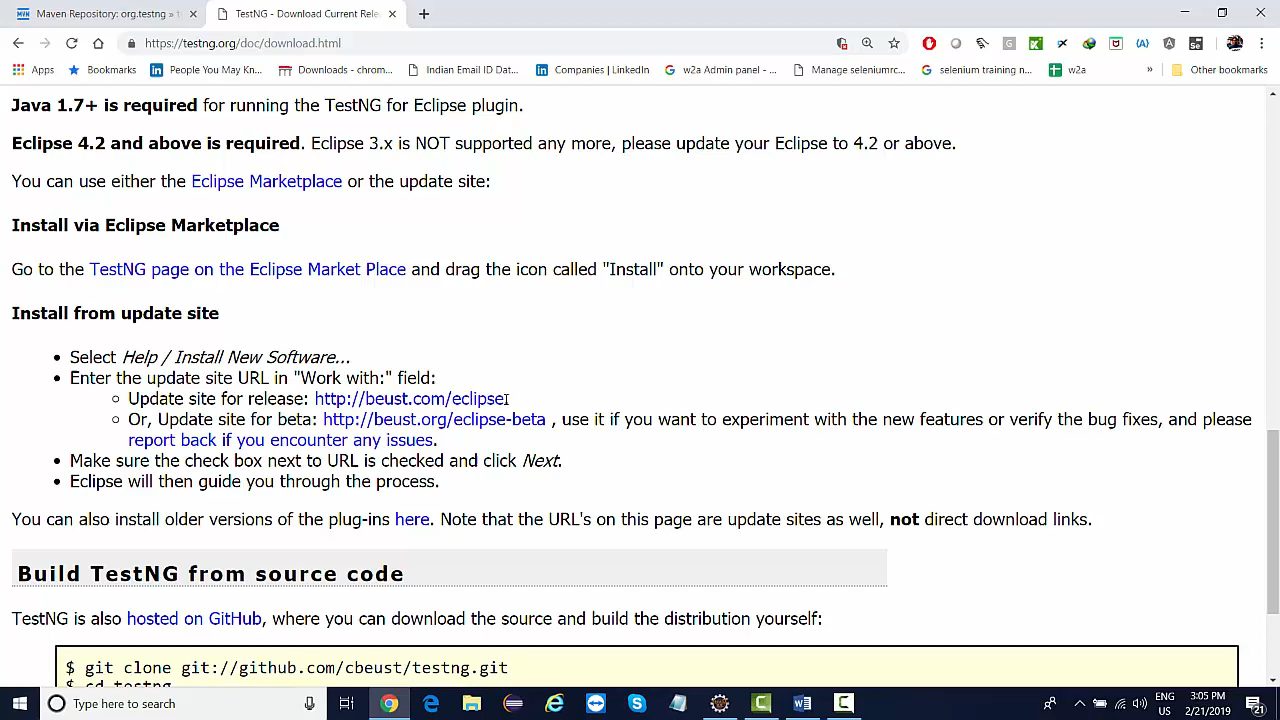 Maven Repository: org.testng » t
TestNG - Download Current Rele
https://testng.org/doc/download.html
Apps
Bookmarks
People You May Kn...
Downloads - chrom...
Indian Email ID Dat...
Companies | LinkedIn
w2a Admin panel - ...
Manage seleniumrc...
selenium training n...
w2a
»
Other bookmarks
Java 1.7+ is required for running the TestNG for Eclipse plugin.
Eclipse 4.2 and above is required. Eclipse 3.x is NOT supported any more, please update your Eclipse to 4.2 or above.
You can use either the Eclipse Marketplace or the update site:
Install via Eclipse Marketplace
Go to the TestNG page on the Eclipse Market Place and drag the icon called "Install" onto your workspace.
Install from update site
Select Help / Install New Software...
Enter the update site URL in "Work with:" field:
Update site for release: http://beust.com/eclipse
Or, Update site for beta: http://beust.org/eclipse-beta , use it if you want to experiment with the new features or verify the bug fixes, and please
report back if you encounter any issues.
Make sure the check box next to URL is checked and click Next.
Eclipse will then guide you through the process.
You can also install older versions of the plug-ins here. Note that the URL's on this page are update sites as well, not direct download links.
Build TestNG from source code
TestNG is also hosted on GitHub, where you can download the source and build the distribution yourself:
$ git clone git://github.com/cbeust/testng.git
$ cd testng
Type here to search
ENG
US
3:05 PM
2/21/2019
21